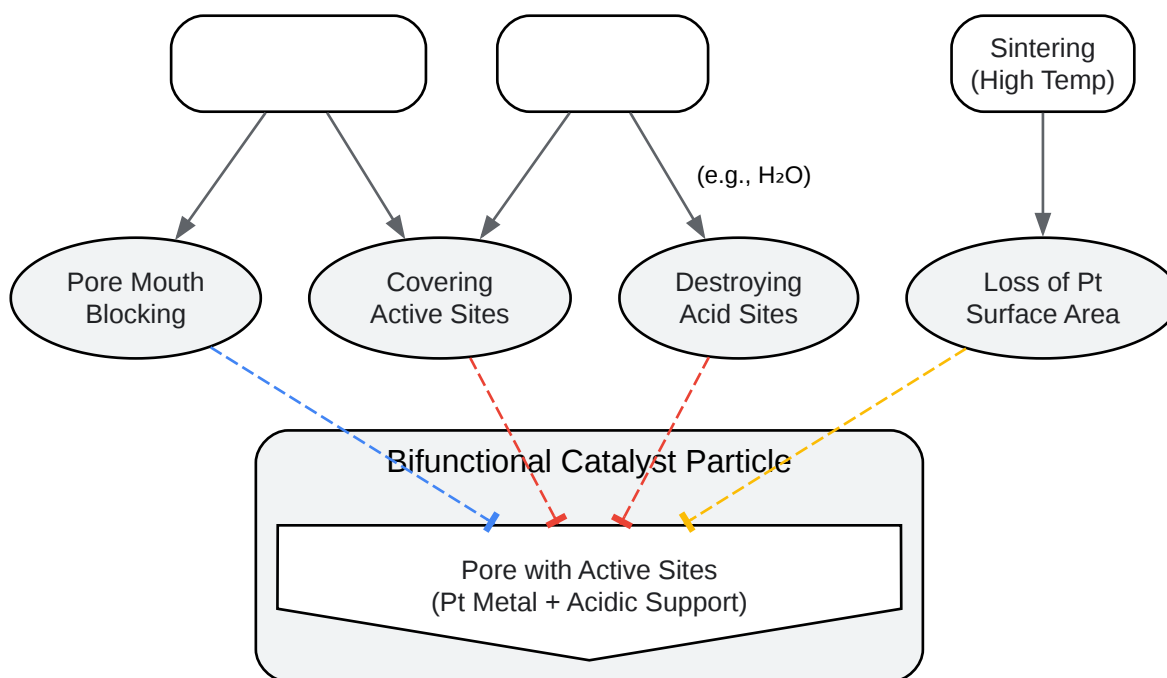 Sintering
(High Temp)
(e.g., H₂O)
Pore Mouth
Blocking
Covering
Active Sites
Destroying
Acid Sites
Loss of Pt
Surface Area
Bifunctional Catalyst Particle
Pore with Active Sites
(Pt Metal + Acidic Support)